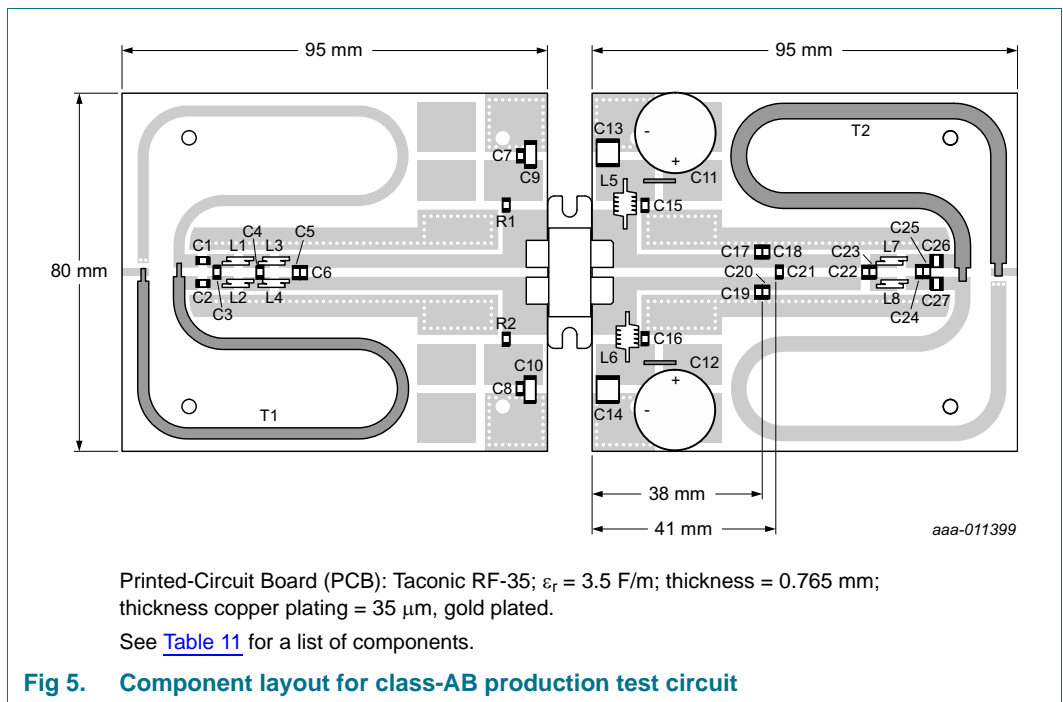 95 mm
95 mm
80 mm
C13
-
+
C11
T2
C7
C9
L5
R1
C15
C25
C5
C4
C1
L1
L3
C17
C18
C23
L7
C26
C6
C20
C21
C22
C2
L2
L4
C19
L8
C27
C3
C24
R2
C16
L6
C10
C12
C8
+
-
T1
C14
38 mm
41 mm
aaa-011399
Printed-Circuit Board (PCB): Taconic RF-35; εr = 3.5 F/m; thickness = 0.765 mm;
thickness copper plating = 35 μm, gold plated.
See Table 11 for a list of components.
Fig 5. Component layout for class-AB production test circuit